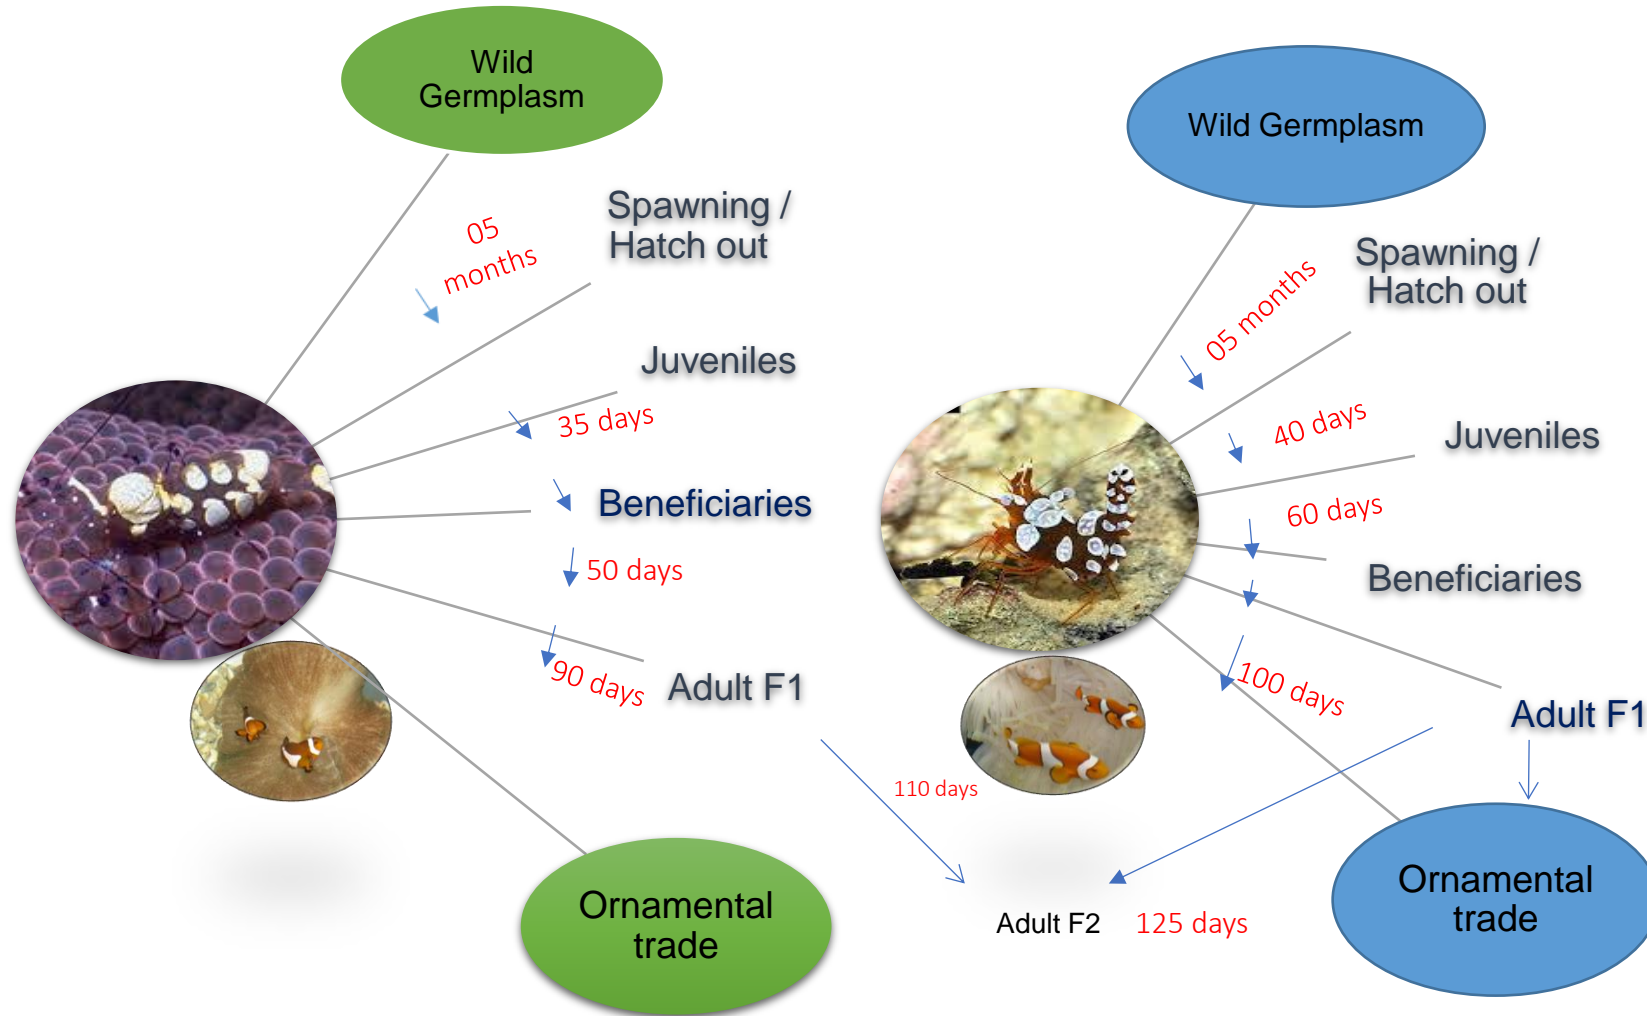 Wild
Germplasm
05
months
Spawning /
Hatch out
Juveniles
35 days
Beneficiaries
50 days
90 days
Adult F1
Ornamental
trade
110 days
Adult F2
125 days
Wild Germplasm
05 months
Spawning /
Hatch out
40 days
Juveniles
60 days
Beneficiaries
100 days
Adult F1
Ornamental
trade